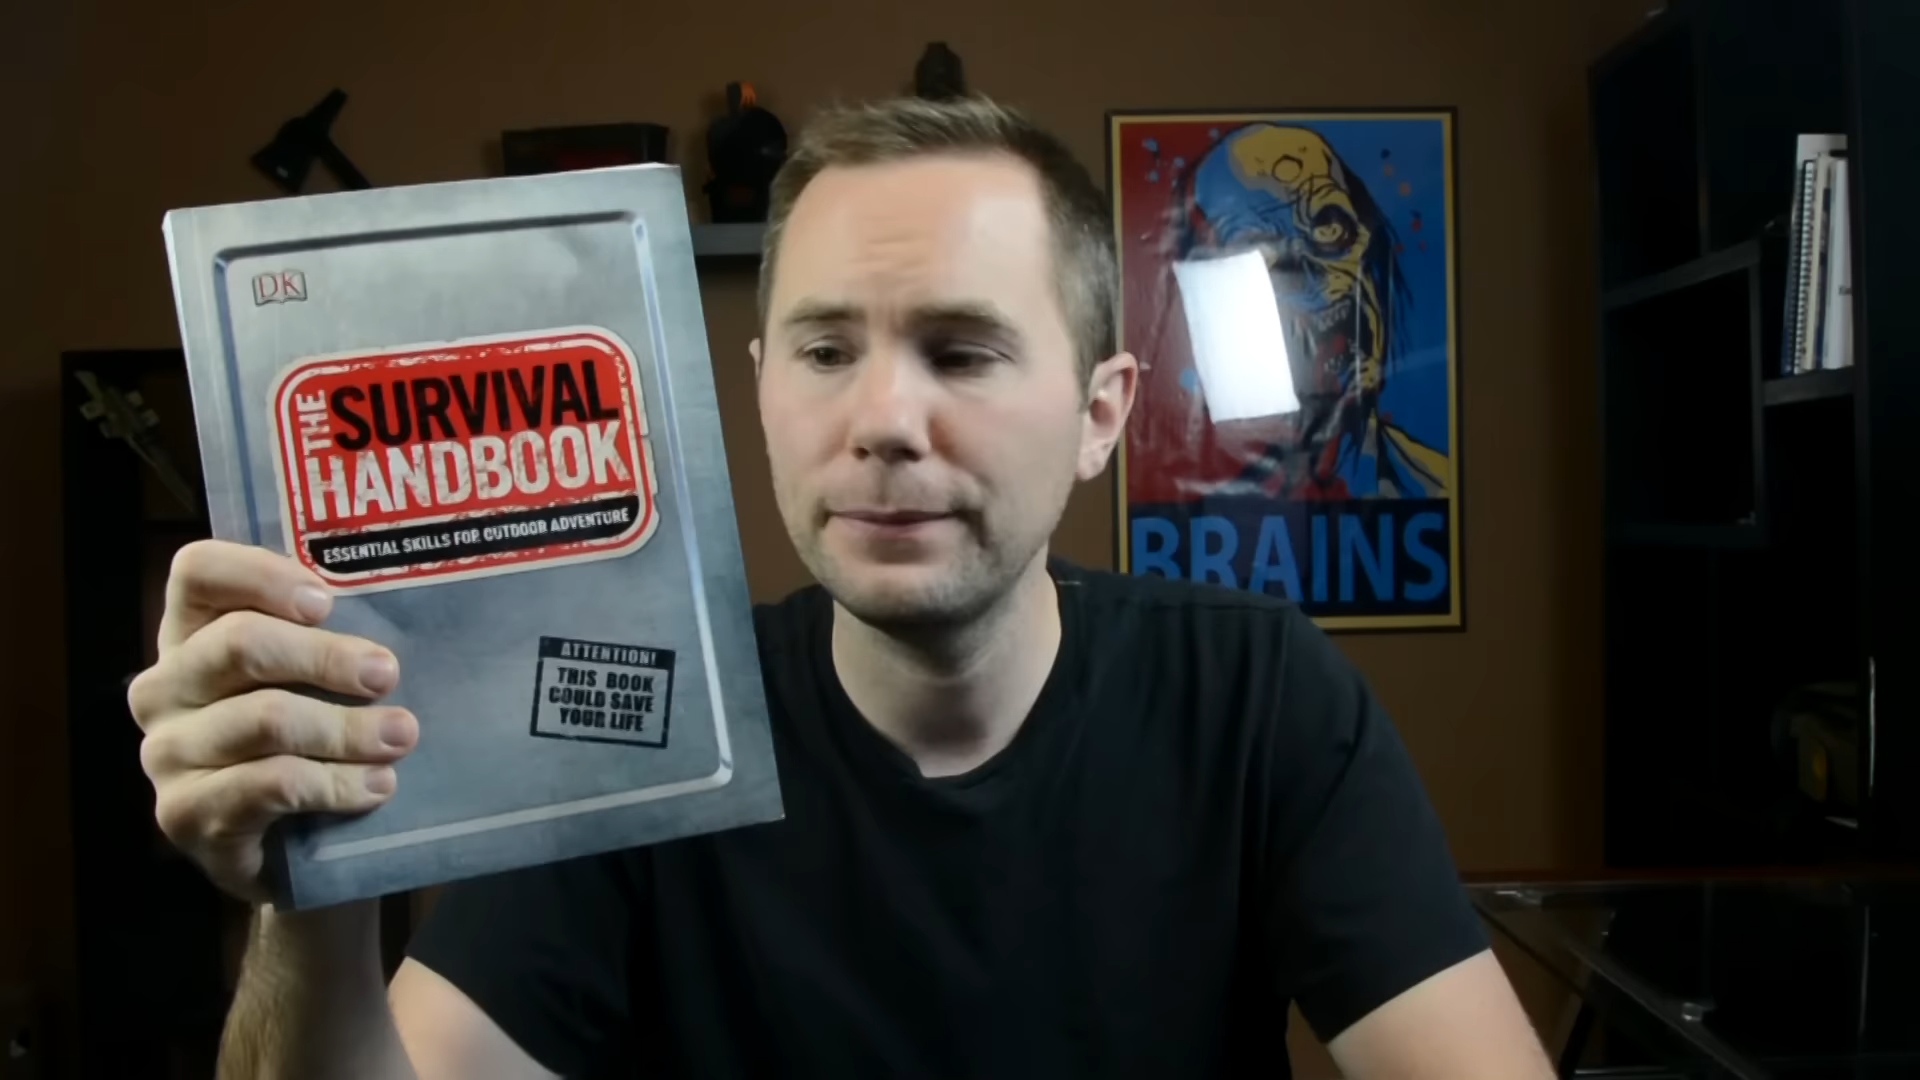 DK
THE
SURVIVAL
HANDBOOK
ESSENTIAL SKILLS FOR OUTDOOR ADVENTURE
ATTENTION!
THIS BOOK
COULD SAVE
YOUR LIFE
BRAINS